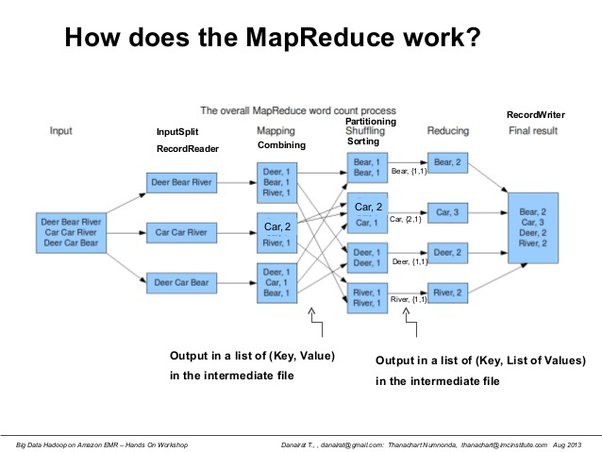 How does the MapReduce work?
The overall MapReduce word count process
Input
InputSplit
RecordReader
Mapping
Combining
Partitioning
Shuffling
Sorting
Reducing
RecordWriter
Final result
Deer Bear River
Car Car River
Deer Car Bear
Deer Bear River
Car Car River
Deer Car Bear
Deer, 1
Bear, 1
River, 1
Car, 2
River, 1
Deer, 1
Car, 1
Bear, 1
Bear, 1
Bear, 1
Bear, {1,1}
Car, 2
Car, 1
Car, {2,1}
Deer, 1
Deer, 1
Deer, {1,1}
River, 1
River, 1
River, {1,1}
Bear, 2
Car, 3
Deer, 2
River, 2
Bear, 2
Car, 3
Deer, 2
River, 2
Output in a list of (Key, Value)
in the intermediate file
Output in a list of (Key, List of Values)
in the intermediate file
Big Data Hadoop on Amazon EMR – Hands On Workshop
Danairat T., , danairat@gmail.com: Thanachart Numnonda, thanachart@imcinstitute.com Aug 2013